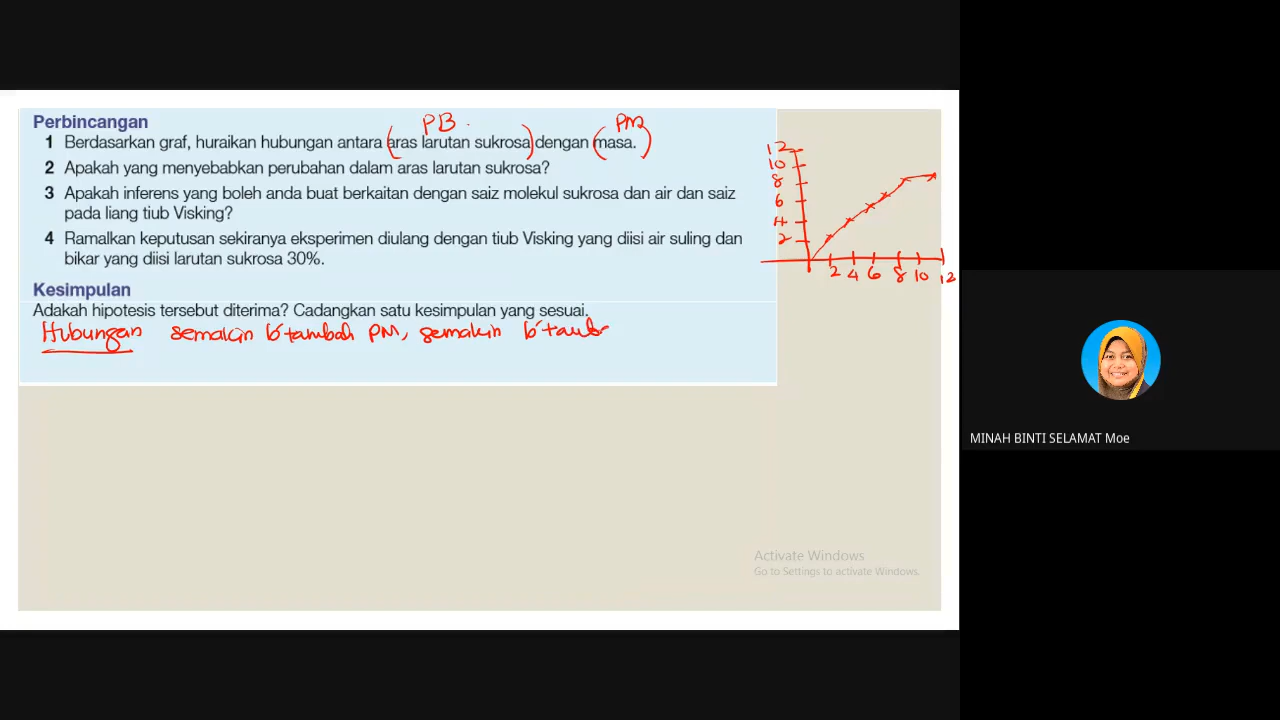 Perbincangan
PB
PM
1 Berdasarkan graf, huraikan hubungan antara (aras larutan sukrosa) dengan (masa.)
2 Apakah yang menyebabkan perubahan dalam aras larutan sukrosa?
3 Apakah inferens yang boleh anda buat berkaitan dengan saiz molekul sukrosa dan air dan saiz
pada liang tiub Visking?
4 Ramalkan keputusan sekiranya eksperimen diulang dengan tiub Visking yang diisi air suling dan
bikar yang diisi larutan sukrosa 30%.
Kesimpulan
Adakah hipotesis tersebut diterima? Cadangkan satu kesimpulan yang sesuai.
Hubungan semakin b'tambah PM, semakin b'tamb
12
10
8
6
4
2
2 4 6 8 10 12
MINAH BINTI SELAMAT Moe
Activate Windows
Go to Settings to activate Windows.